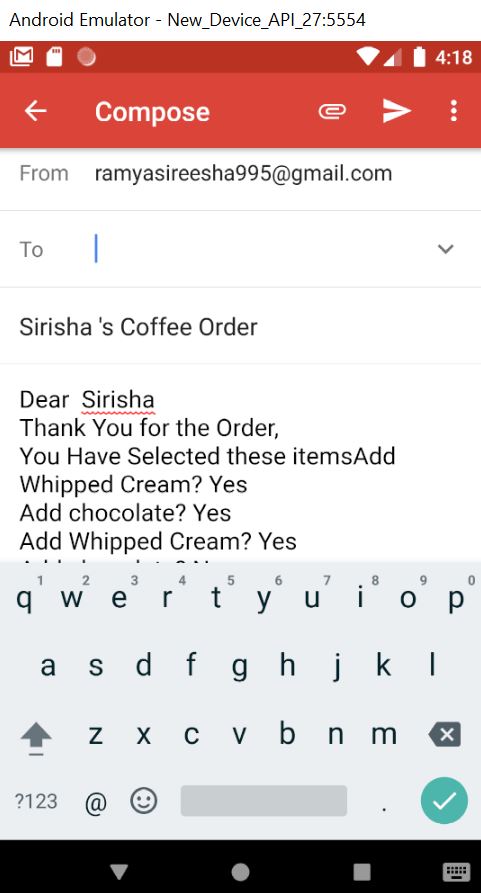 Android Emulator - New_Device_API_27:5554
4:18
Compose
From ramyasireesha995@gmail.com
To
Sirisha 's Coffee Order
Dear  Sirisha
Thank You for the Order,
You Have Selected these itemsAdd
Whipped Cream? Yes
Add chocolate? Yes
Add Whipped Cream? Yes
1 2 3 4 5 6 7 8 9 0
q w e r t y u i o p
a s d f g h j k l
z x c v b n m
?123 @ .